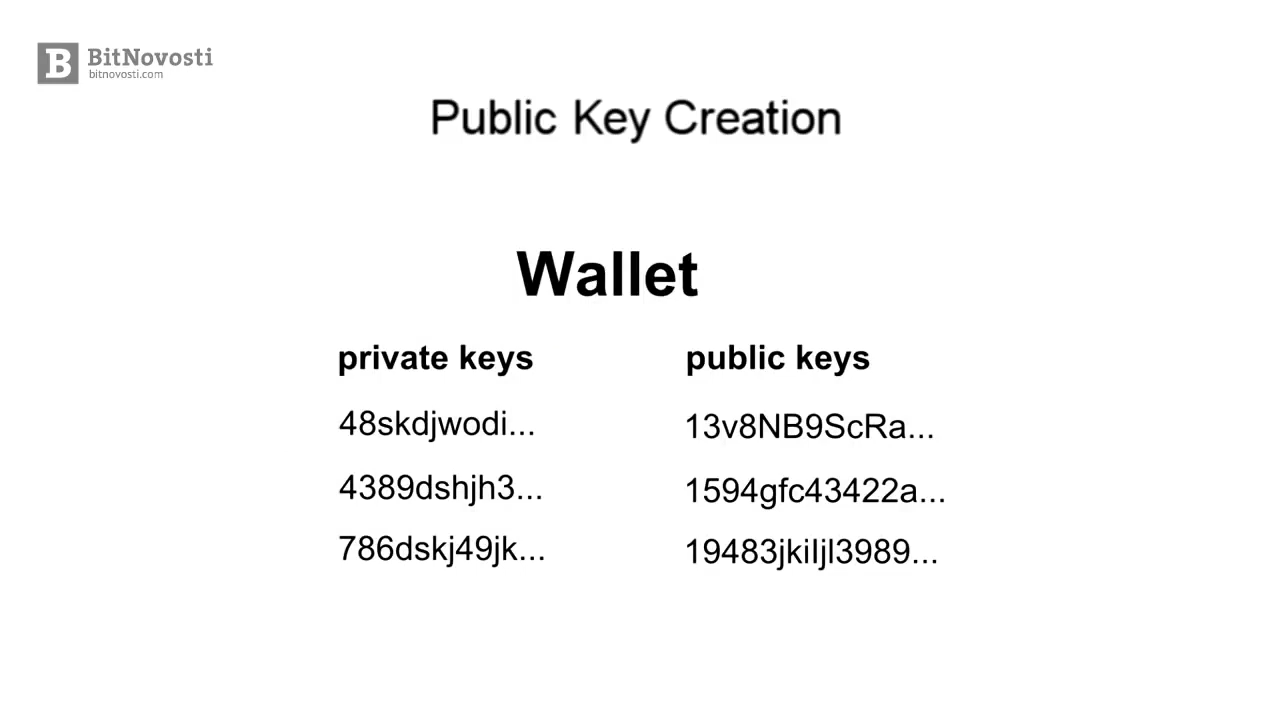 B BitNovosti
bitnovosti.com
Public Key Creation
Wallet
private keys public keys
48skdjwodi... 13v8NB9ScRa...
4389dshjh3... 1594gfc43422a...
786dskj49jk... 19483jkiljl3989...